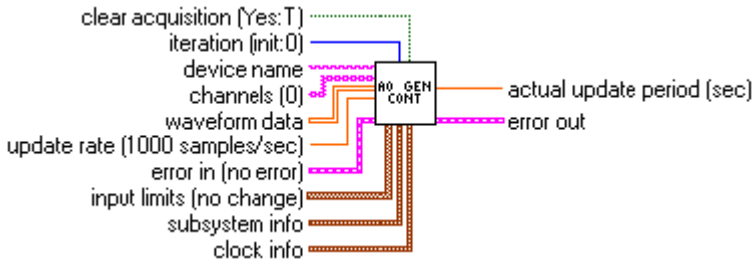 clear acquisition (Yes:T)
iteration (init:0)
device name
channels (0)
waveform data
update rate (1000 samples/sec)
error in (no error)
input limits (no change)
subsystem info
clock info
AO GEN
CONT
actual update period (sec)
error out